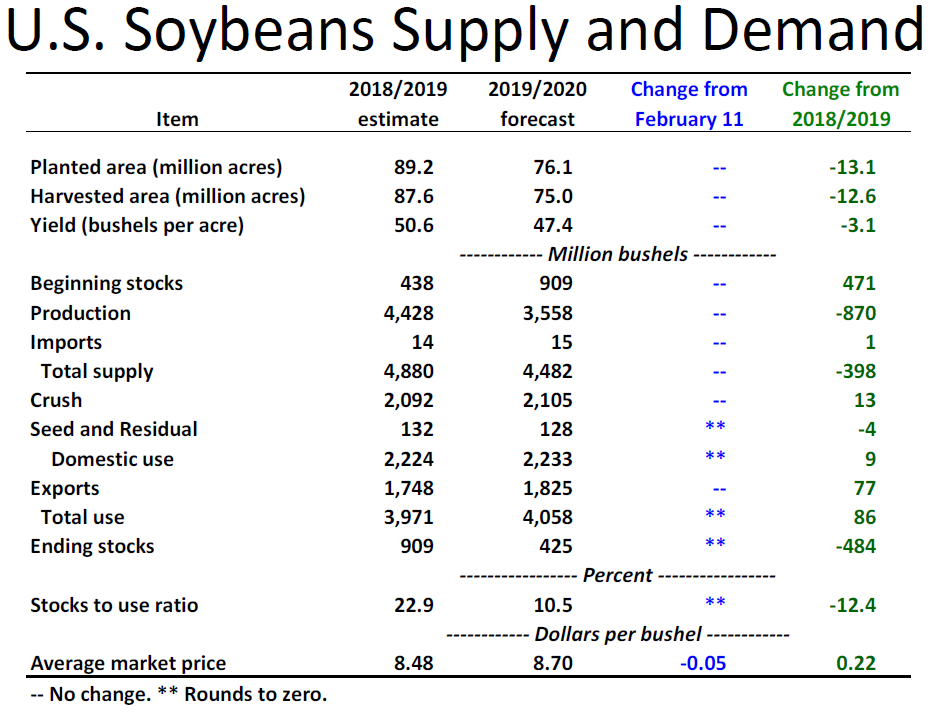 U.S. Soybeans Supply and Demand
2018/2019 2019/2020 Change from Change from
Item estimate forecast February 11 2018/2019
Planted area (million acres) 89.2 76.1 -- -13.1
Harvested area (million acres) 87.6 75.0 -- -12.6
Yield (bushels per acre) 50.6 47.4 -- -3.1
------------ Million bushels ------------
Beginning stocks 438 909 -- 471
Production 4,428 3,558 -- -870
Imports 14 15 -- 1
Total supply 4,880 4,482 -- -398
Crush 2,092 2,105 -- 13
Seed and Residual 132 128 ** -4
Domestic use 2,224 2,233 ** 9
Exports 1,748 1,825 -- 77
Total use 3,971 4,058 ** 86
Ending stocks 909 425 ** -484
----------------- Percent -----------------
Stocks to use ratio 22.9 10.5 ** -12.4
------------ Dollars per bushel ------------
Average market price 8.48 8.70 -0.05 0.22
-- No change. ** Rounds to zero.